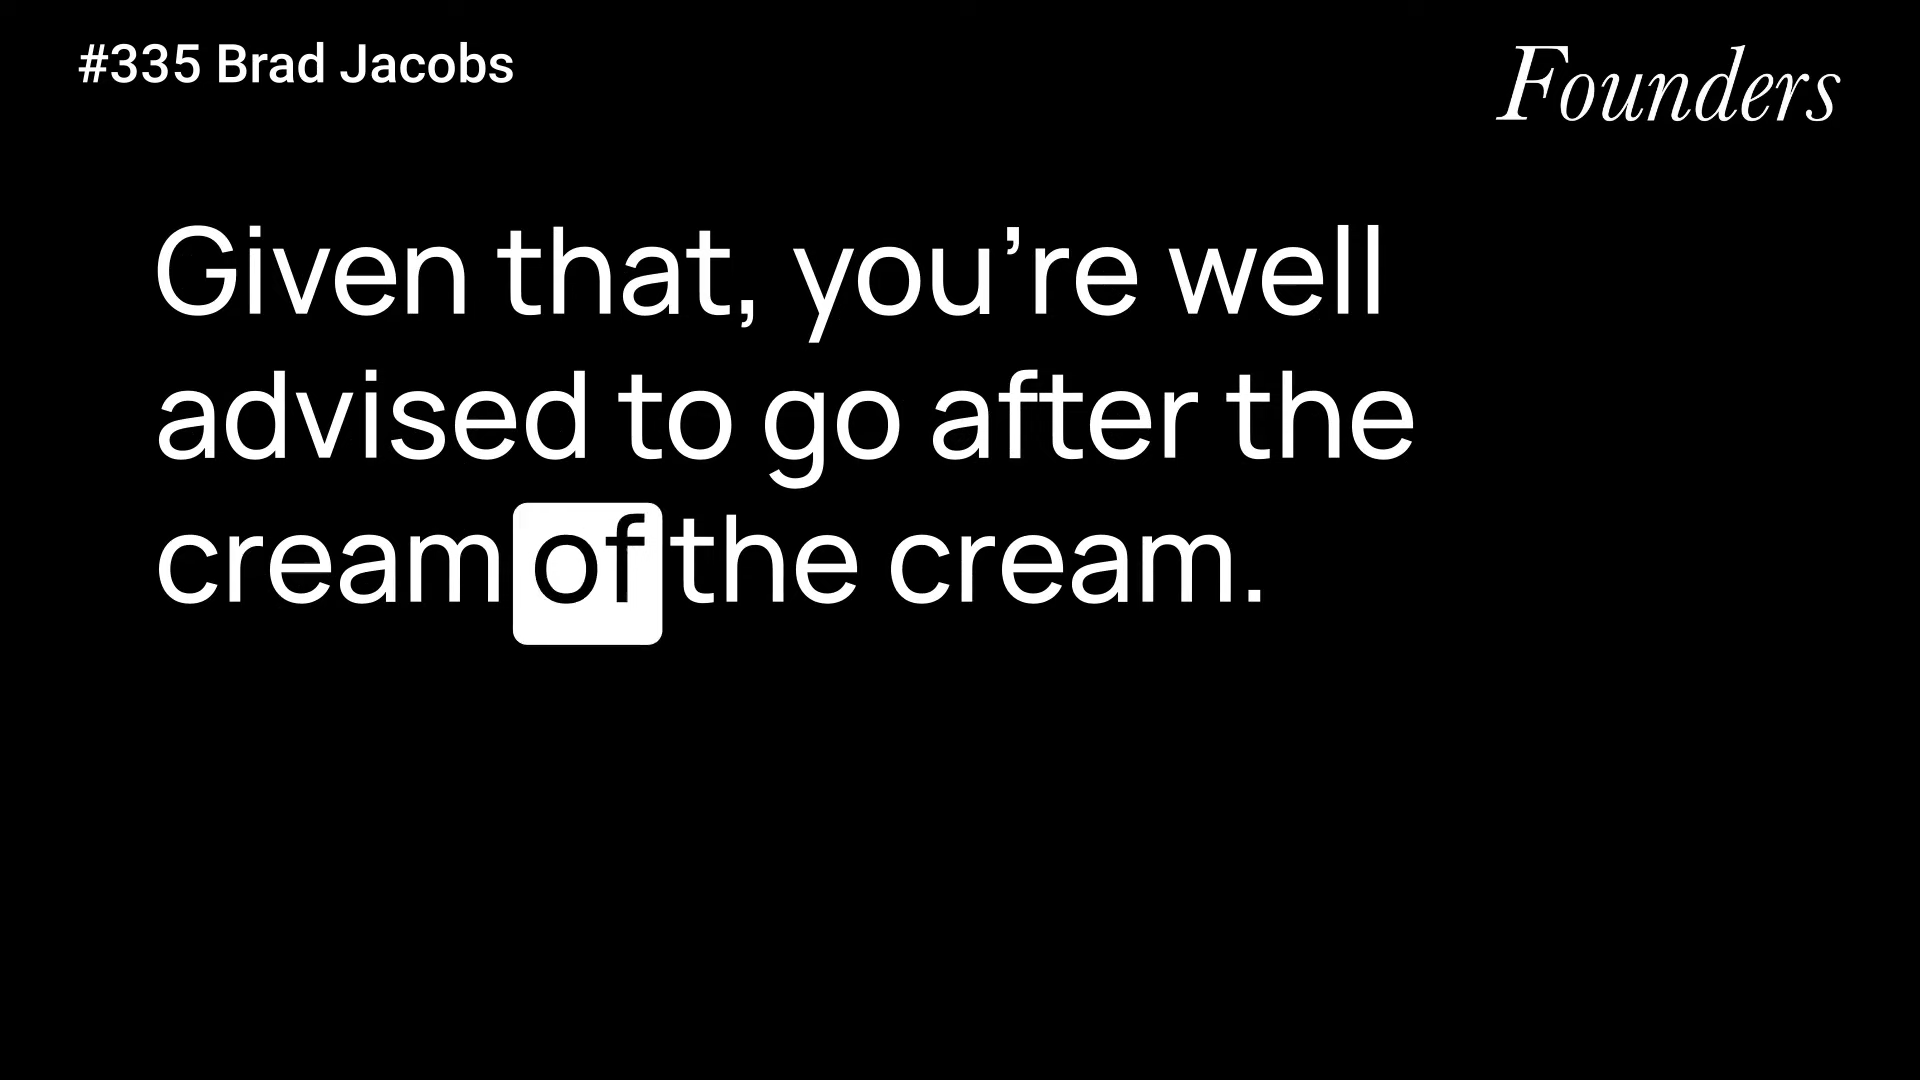 #335 Brad Jacobs
Founders
Given that, you’re well
advised to go after the
cream of the cream.